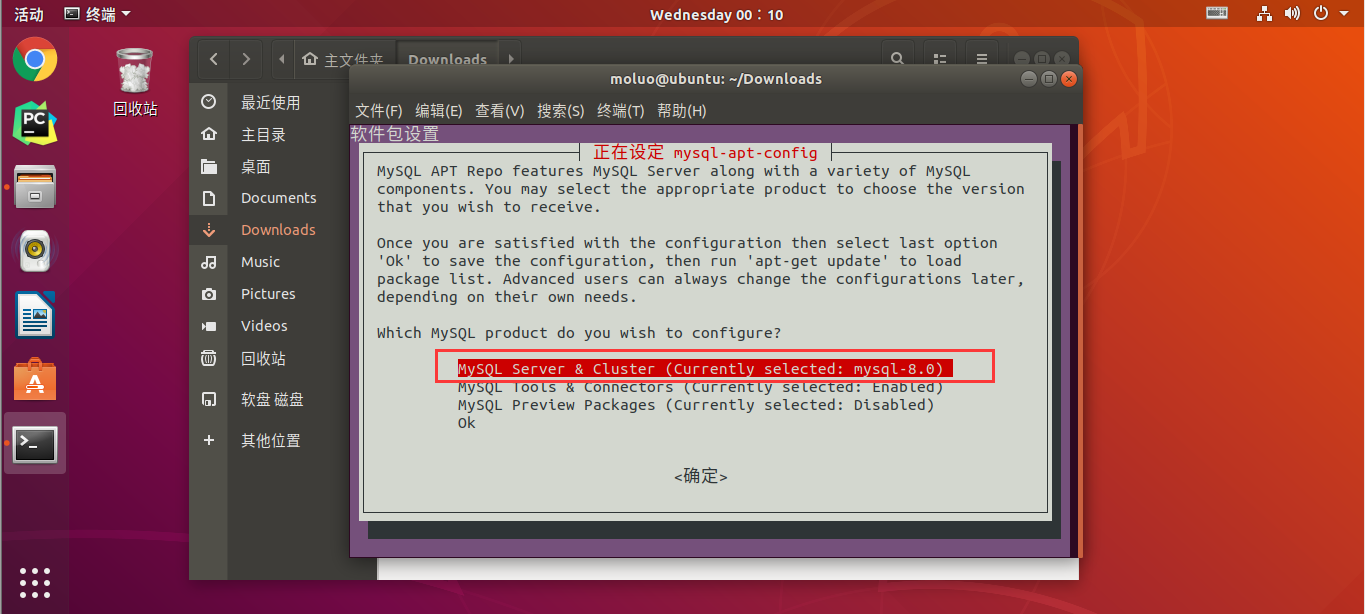 活动
终端
Wednesday 00：10
回收站
主文件夹
Downloads
最近使用
主目录
桌面
Documents
Downloads
Music
Pictures
Videos
回收站
软盘 磁盘
其他位置
PC
moluo@ubuntu: ~/Downloads
文件(F) 编辑(E) 查看(V) 搜索(S) 终端(T) 帮助(H)
软件包设置
正在设定 mysql-apt-config
MySQL APT Repo features MySQL Server along with a variety of MySQL
components. You may select the appropriate product to choose the version
that you wish to receive.
Once you are satisfied with the configuration then select last option
'Ok' to save the configuration, then run 'apt-get update' to load
package list. Advanced users can always change the configurations later,
depending on their own needs.
Which MySQL product do you wish to configure?
MySQL Server & Cluster (Currently selected: mysql-8.0)
MySQL Tools & Connectors (Currently selected: Enabled)
MySQL Preview Packages (Currently selected: Disabled)
Ok
<确定>